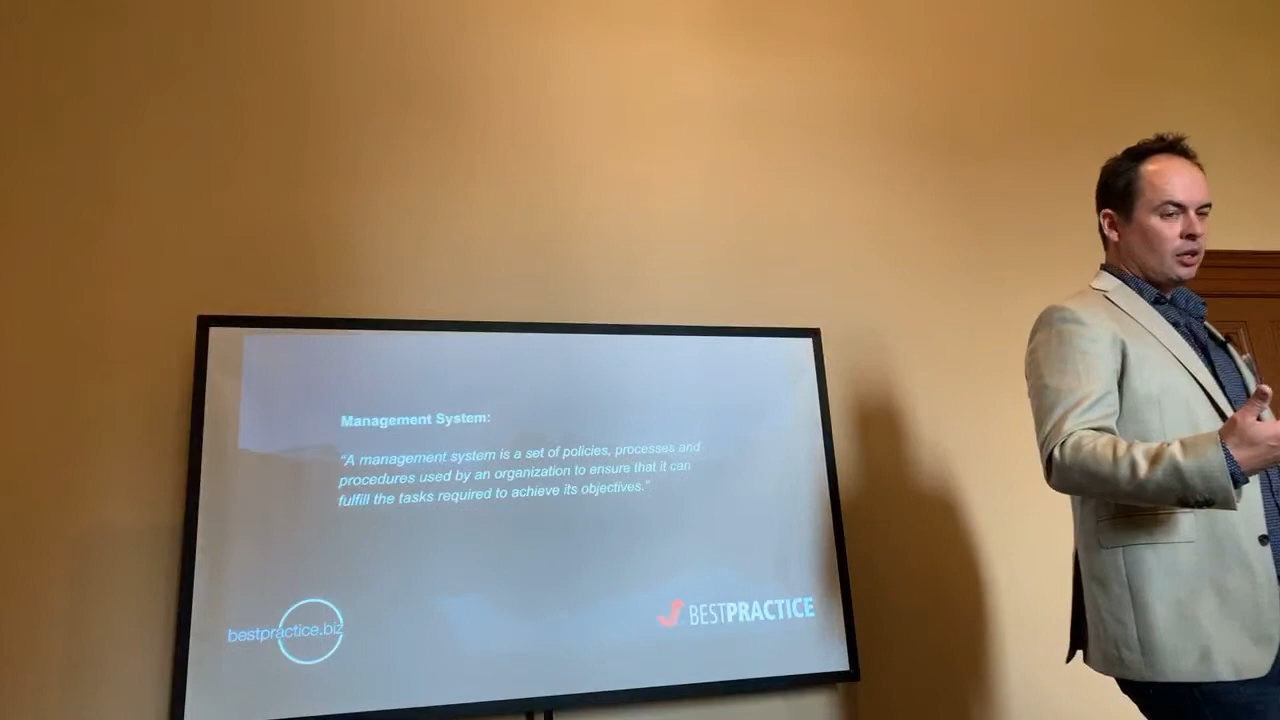 Management System:
“A management system is a set of policies, processes and
procedures used by an organization to ensure that it can
fulfill the tasks required to achieve its objectives.”
bestpractice.biz
BESTPRACTICE